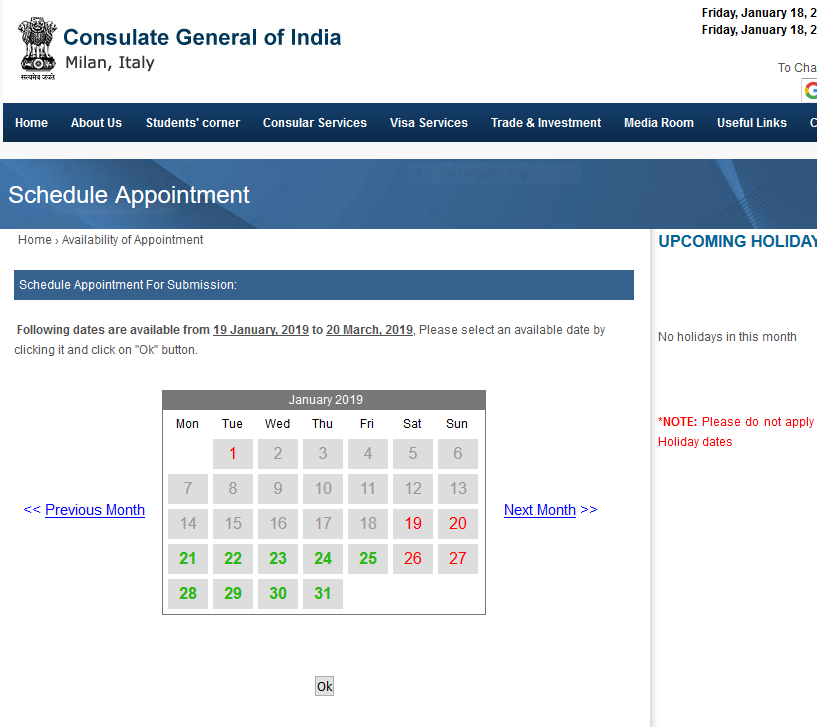 Friday, January 18, 2
Friday, January 18, 2
Consulate General of India
Milan, Italy
सत्यमेव जयते
To Cha
Home About Us Students' corner Consular Services Visa Services Trade & Investment Media Room Useful Links C
Rectangular Snip
Schedule Appointment
Home › Availability of Appointment
UPCOMING HOLIDAY
Schedule Appointment For Submission:
Following dates are available from 19 January, 2019 to 20 March, 2019, Please select an available date by
clicking it and click on "Ok" button.
No holidays in this month
January 2019
Mon Tue Wed Thu Fri Sat Sun
1 2 3 4 5 6
7 8 9 10 11 12 13
14 15 16 17 18 19 20
21 22 23 24 25 26 27
28 29 30 31
<< Previous Month
Next Month >>
*NOTE: Please do not apply
Holiday dates
Ok